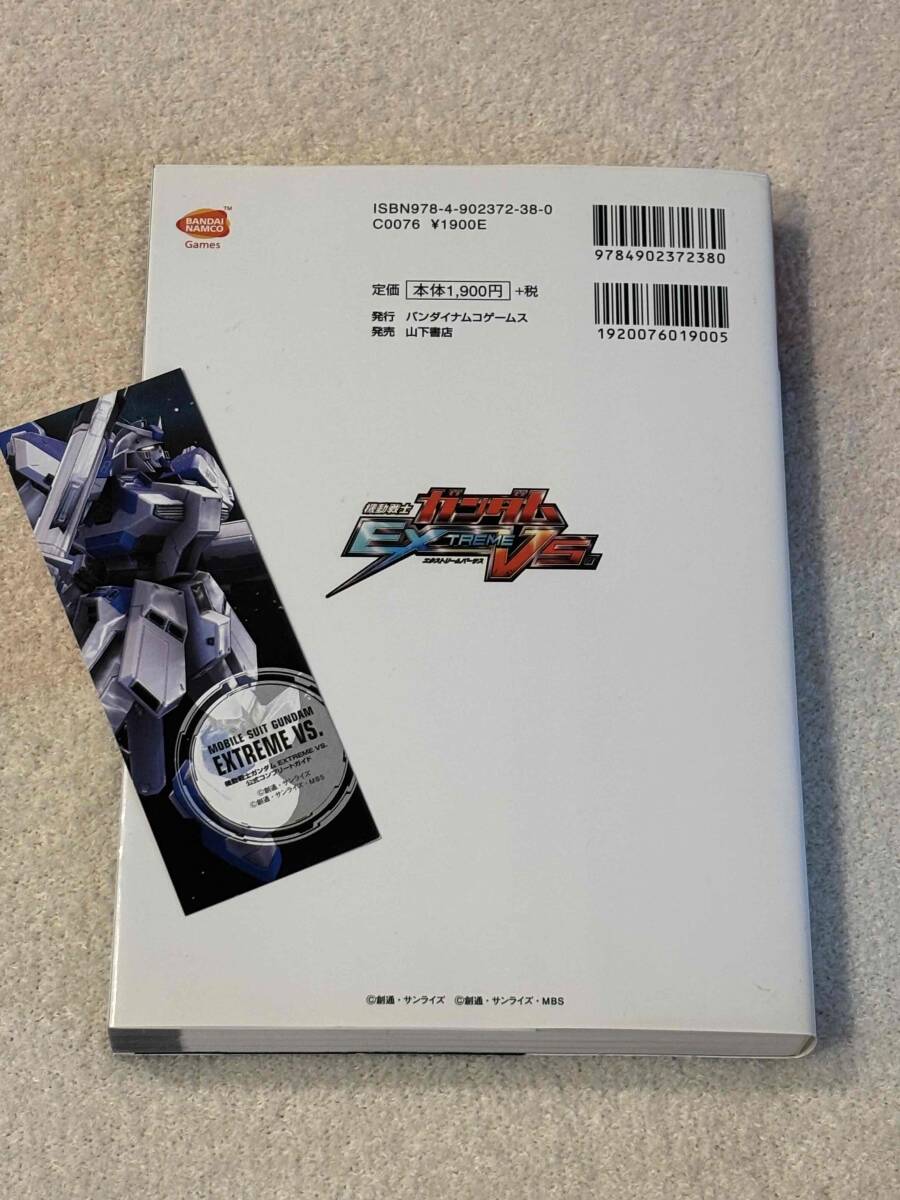 BANDAI
NAMCO
TM
Games
ISBN978-4-902372-38-0
C0076 ¥1900E
9784902372380
定価 本体1,900円 +税
発行 バンダイナムコゲームス
発売 山下書店
1920076019005
機動戦士 ガンダム
EXTREME VS.
エクストリームバーサス
MOBILE SUIT GUNDAM
EXTREME VS.
機動戦士ガンダム EXTREME VS.
公式コンプリートガイド
©創通・サンライズ
©創通・サンライズ・MBS
©創通・サンライズ ©創通・サンライズ・MBS